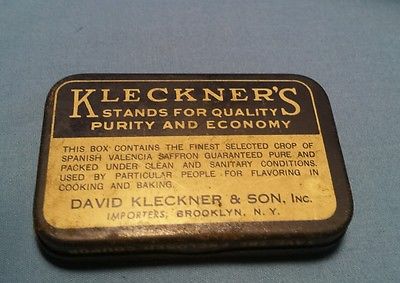 KLECKNER'S
STANDS FOR QUALITY
PURITY AND ECONOMY
THIS BOX CONTAINS THE FINEST SELECTED CROP OF
SPANISH VALENCIA SAFFRON GUARANTEED PURE AND
PACKED UNDER CLEAN AND SANITARY CONDITIONS.
USED BY PARTICULAR PEOPLE FOR FLAVORING IN
COOKING AND BAKING.
DAVID KLECKNER & SON, INC.
IMPORTERS, BROOKLYN, N. Y.